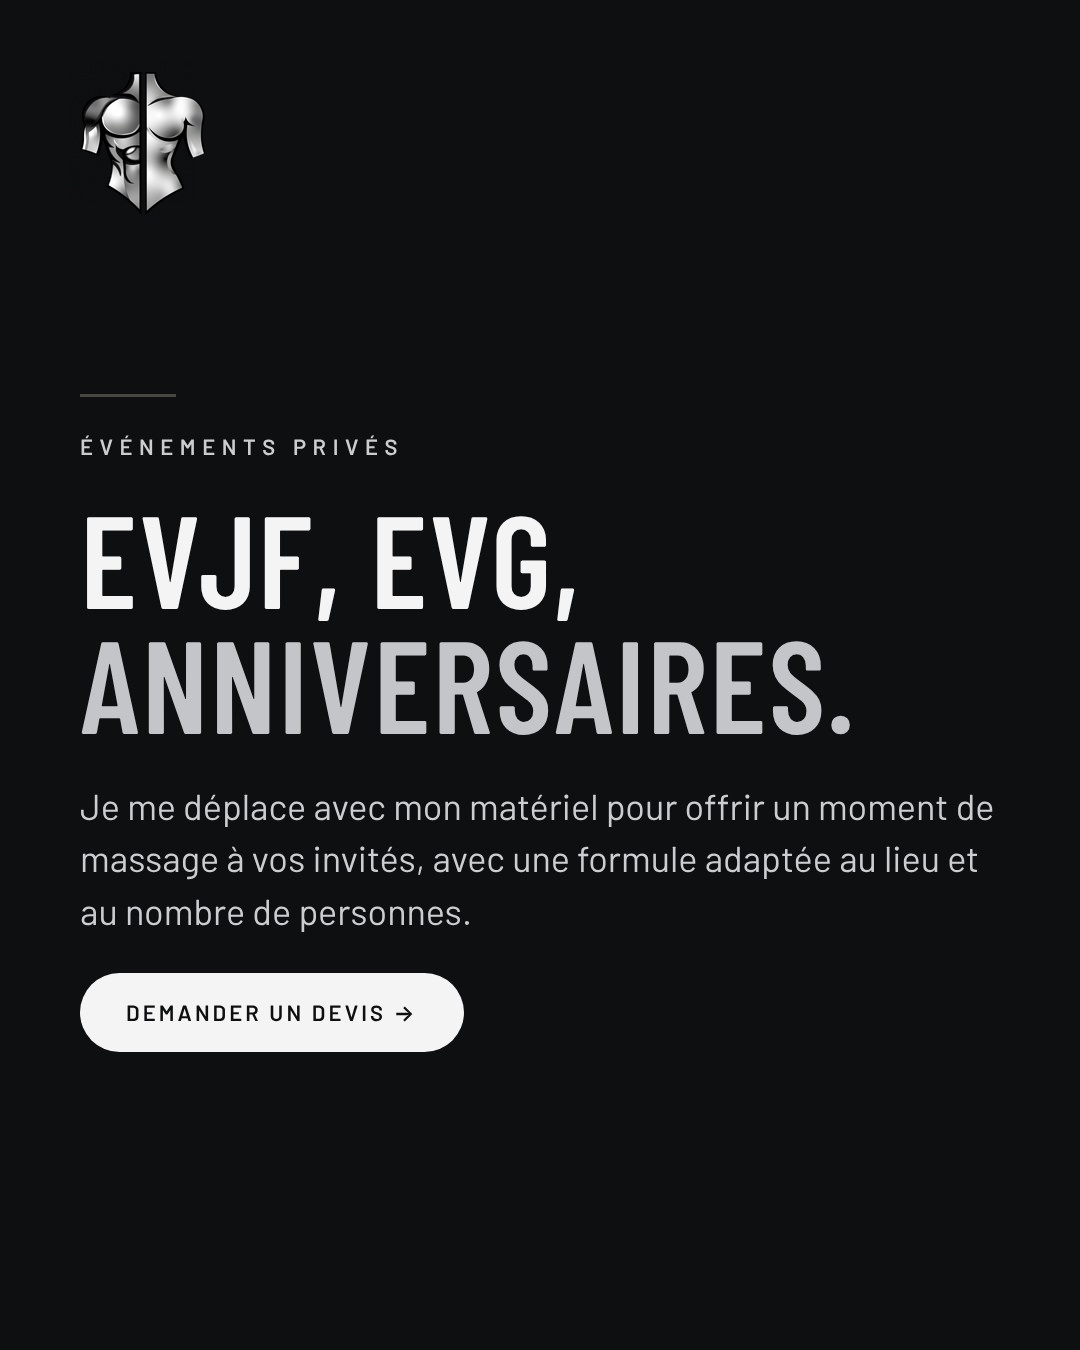 ÉVÉNEMENTS PRIVÉS
EVJF, EVG,
ANNIVERSAIRES.
Je me déplace avec mon matériel pour offrir un moment de
massage à vos invités, avec une formule adaptée au lieu et
au nombre de personnes.
DEMANDER UN DEVIS →